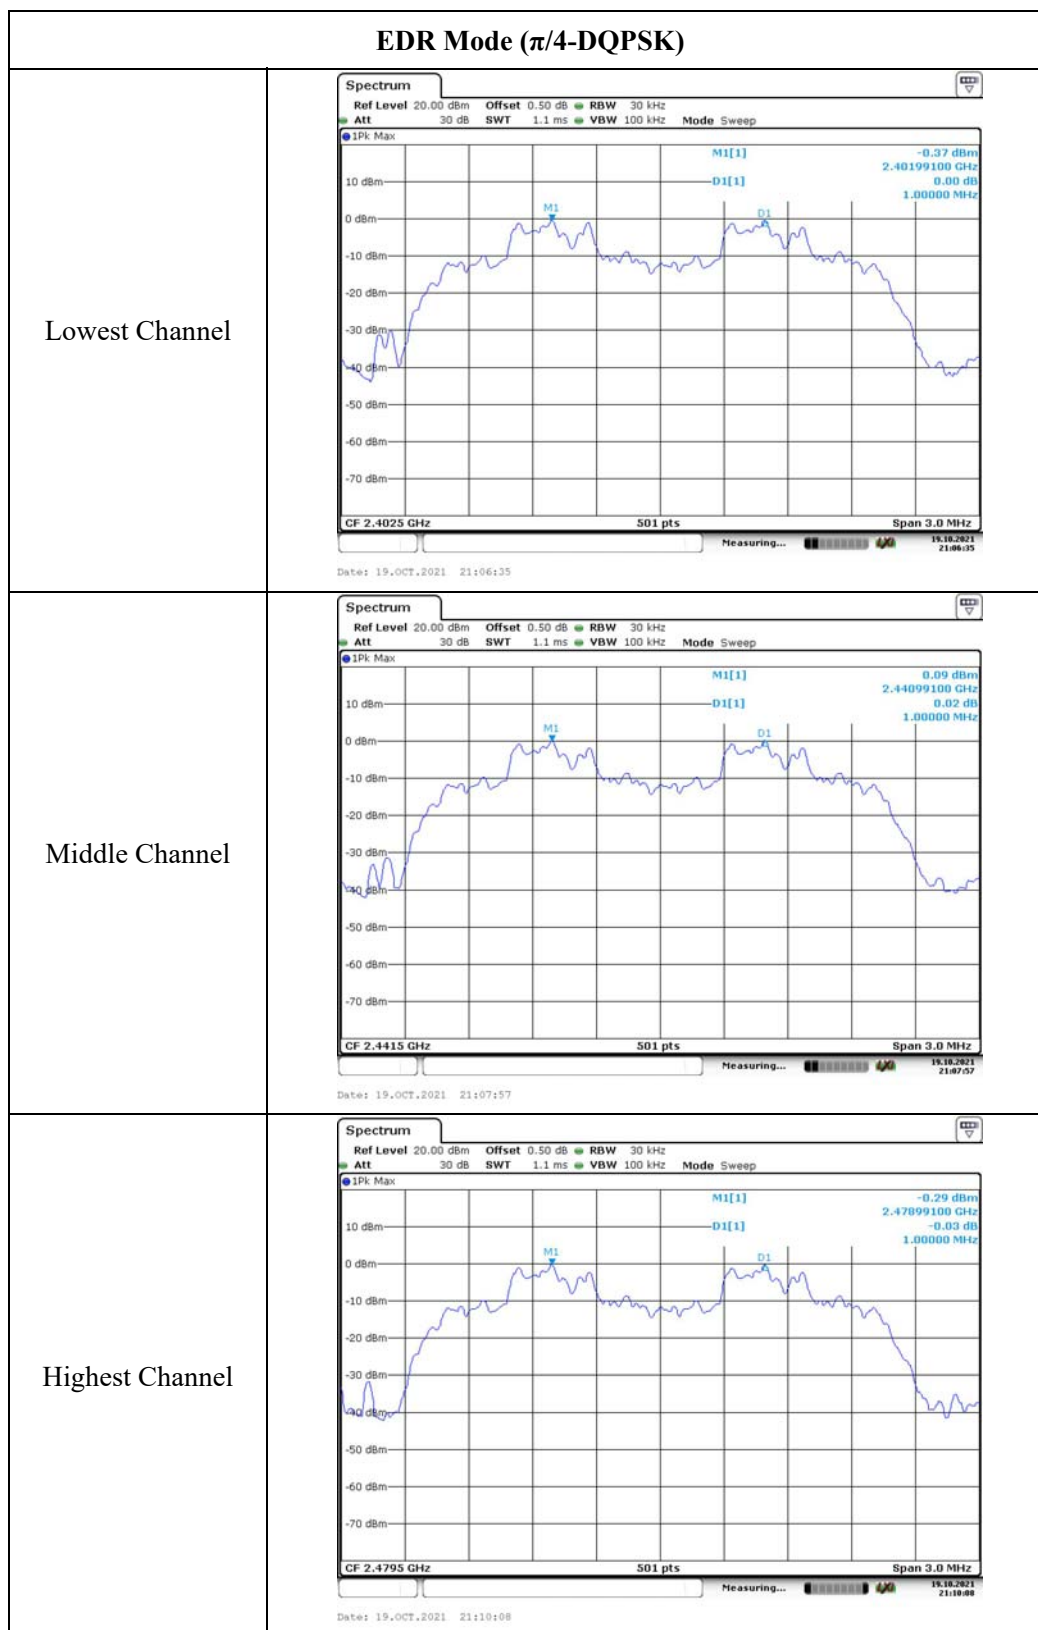 EDR Mode (π/4-DQPSK)
Lowest Channel
Spectrum
Ref Level 20.00 dBm Offset 0.50 dB RBW 30 kHz
Att 30 dB SWT 1.1 ms VBW 100 kHz Mode Sweep
1Pk Max
M1[1] -0.37 dBm
2.40199100 GHz
10 dBm D1[1] 0.00 dB
1.00000 MHz
M1 D1
0 dBm
-10 dBm
-20 dBm
-30 dBm
-40 dBm
-50 dBm
-60 dBm
-70 dBm
CF 2.4025 GHz 501 pts Span 3.0 MHz
Measuring... 19.10.2021
21:06:35
Date: 19.OCT.2021 21:06:35
Middle Channel
Spectrum
Ref Level 20.00 dBm Offset 0.50 dB RBW 30 kHz
Att 30 dB SWT 1.1 ms VBW 100 kHz Mode Sweep
1Pk Max
M1[1] 0.09 dBm
2.44099100 GHz
10 dBm D1[1] 0.02 dB
1.00000 MHz
M1 D1
0 dBm
-10 dBm
-20 dBm
-30 dBm
-40 dBm
-50 dBm
-60 dBm
-70 dBm
CF 2.4415 GHz 501 pts Span 3.0 MHz
Measuring... 19.10.2021
21:07:57
Date: 19.OCT.2021 21:07:57
Highest Channel
Spectrum
Ref Level 20.00 dBm Offset 0.50 dB RBW 30 kHz
Att 30 dB SWT 1.1 ms VBW 100 kHz Mode Sweep
1Pk Max
M1[1] -0.29 dBm
2.47899100 GHz
10 dBm D1[1] -0.03 dB
1.00000 MHz
M1 D1
0 dBm
-10 dBm
-20 dBm
-30 dBm
-40 dBm
-50 dBm
-60 dBm
-70 dBm
CF 2.4795 GHz 501 pts Span 3.0 MHz
Measuring... 19.10.2021
21:10:08
Date: 19.OCT.2021 21:10:08